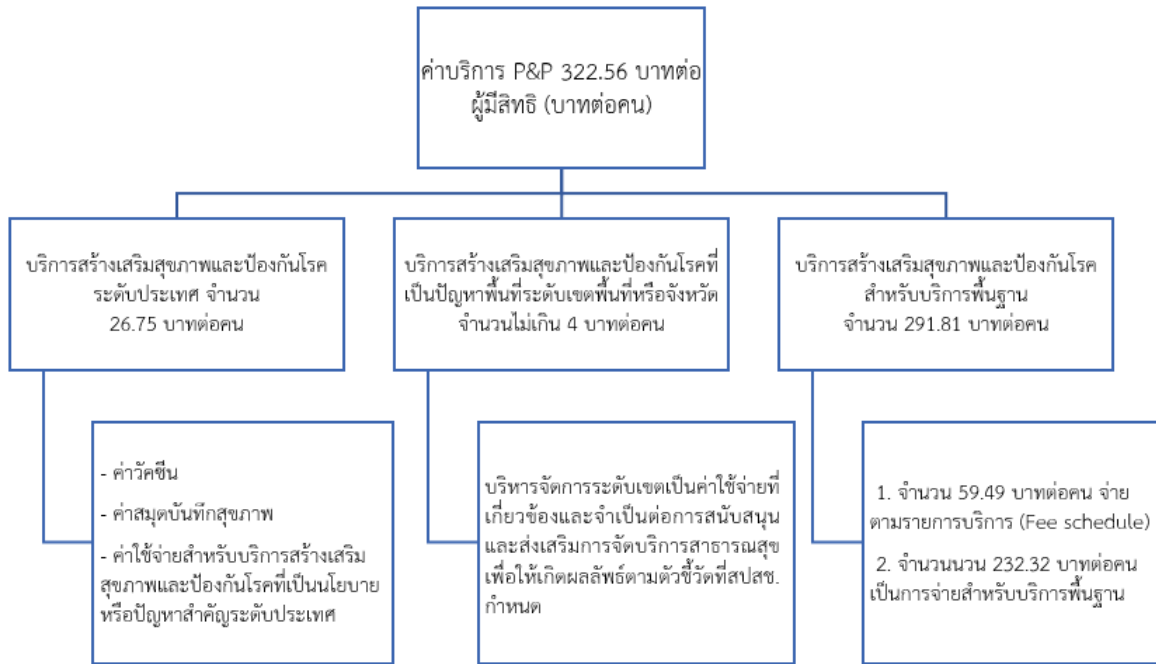 ค่าบริการ P&P 322.56 บาทต่อ
ผู้มีสิทธิ (บาทต่อคน)
บริการสร้างเสริมสุขภาพและป้องกันโรค
ระดับประเทศ จำนวน
26.75 บาทต่อคน
บริการสร้างเสริมสุขภาพและป้องกันโรคที่
เป็นปัญหาพื้นที่ระดับเขตพื้นที่หรือจังหวัด
จำนวนไม่เกิน 4 บาทต่อคน
บริการสร้างเสริมสุขภาพและป้องกันโรค
สำหรับบริการพื้นฐาน
จำนวน 291.81 บาทต่อคน
- ค่าวัคซีน
- ค่าสมุดบันทึกสุขภาพ
- ค่าใช้จ่ายสำหรับบริการสร้างเสริม
สุขภาพและป้องกันโรคที่เป็นนโยบาย
หรือปัญหาสำคัญระดับประเทศ
บริหารจัดการระดับเขตเป็นค่าใช้จ่ายที่
เกี่ยวข้องและจำเป็นต่อการสนับสนุน
และส่งเสริมการจัดบริการสาธารณสุข
เพื่อให้เกิดผลลัพธ์ตามตัวชี้วัดที่สปสช.
กำหนด
1. จำนวน 59.49 บาทต่อคน จ่าย
ตามรายการบริการ (Fee schedule)
2. จำนวนนวน 232.32 บาทต่อคน
เป็นการจ่ายสำหรับบริการพื้นฐาน